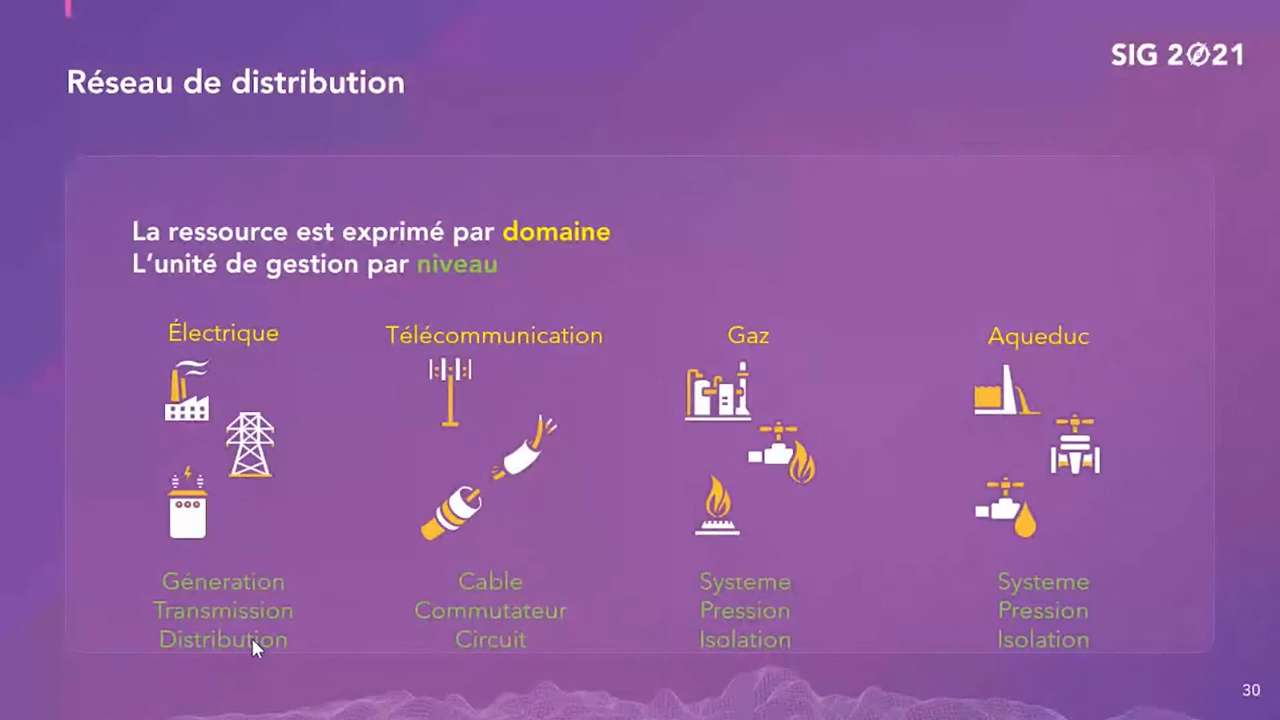 SIG 2021
Réseau de distribution
La ressource est exprimé par domaine
L'unité de gestion par niveau
Électrique
Télécommunication
Gaz
Aqueduc
Géneration
Transmission
Distribution
Cable
Commutateur
Circuit
Systeme
Pression
Isolation
Systeme
Pression
Isolation
30